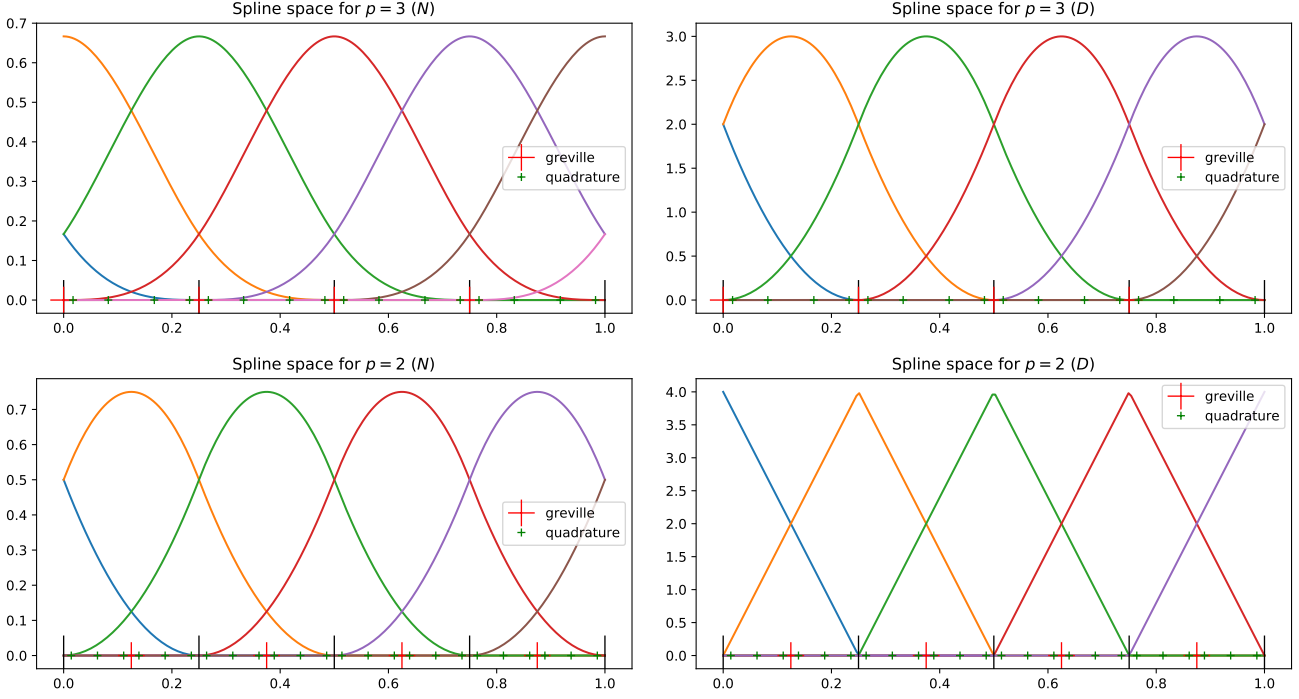 Spline space for p = 3 (N)
0.7
0.6
0.5
0.4
0.3
0.2
0.1
0.0
greville
quadrature
0.0 0.2 0.4 0.6 0.8 1.0
Spline space for p = 3 (D)
3.0
2.5
2.0
1.5
1.0
0.5
0.0
greville
quadrature
0.0 0.2 0.4 0.6 0.8 1.0
Spline space for p = 2 (N)
0.7
0.6
0.5
0.4
0.3
0.2
0.1
0.0
greville
quadrature
0.0 0.2 0.4 0.6 0.8 1.0
Spline space for p = 2 (D)
4.0
3.5
3.0
2.5
2.0
1.5
1.0
0.5
0.0
greville
quadrature
0.0 0.2 0.4 0.6 0.8 1.0